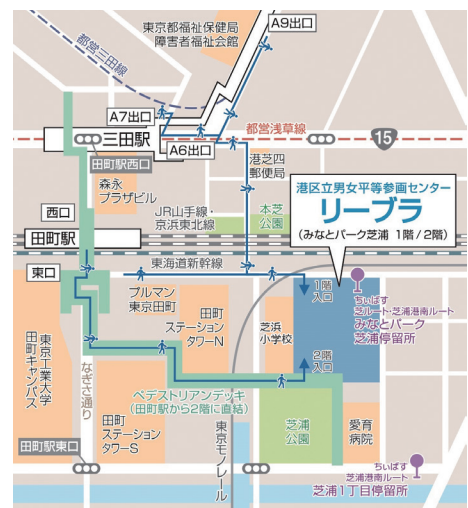 東京都福祉保健局
障害者福祉会館
A9出口
都営三田線
A7出口
三田駅
都営浅草線
15
田町駅西口
A6出口
港芝四
郵便局
森永
プラザビル
港区立男女平等参画センター
リーブラ
(みなとパーク芝浦 1階/2階)
西口
JR山手線・
京浜東北線
本芝
公園
田町駅
東海道新幹線
東口
1階
入口
ちぃばす
芝ルート・芝浦港南ルート
みなとパーク
芝浦停留所
プルマン
東京田町
田町
ステーション
タワーN
芝浜
小学校
東京工業大学
田町キャンパス
なぎさ通り
2階
入口
ペデストリアンデッキ
(田町駅から2階に直結)
田町
ステーション
タワーS
東京モノレール
芝浦
公園
愛育
病院
田町駅東口
ちぃばす
芝浦港南ルート
芝浦1丁目停留所